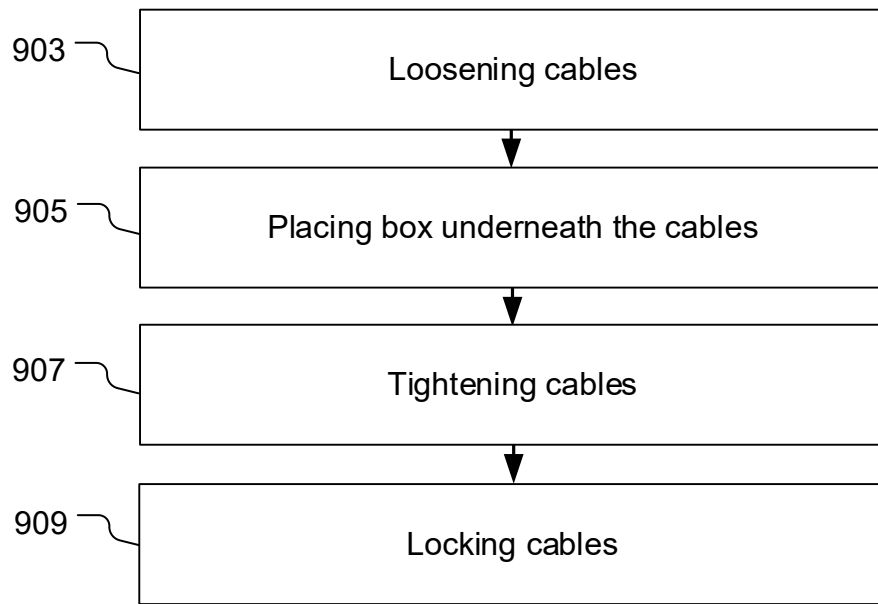 903
Loosening cables
905
Placing box underneath the cables
907
Tightening cables
909
Locking cables